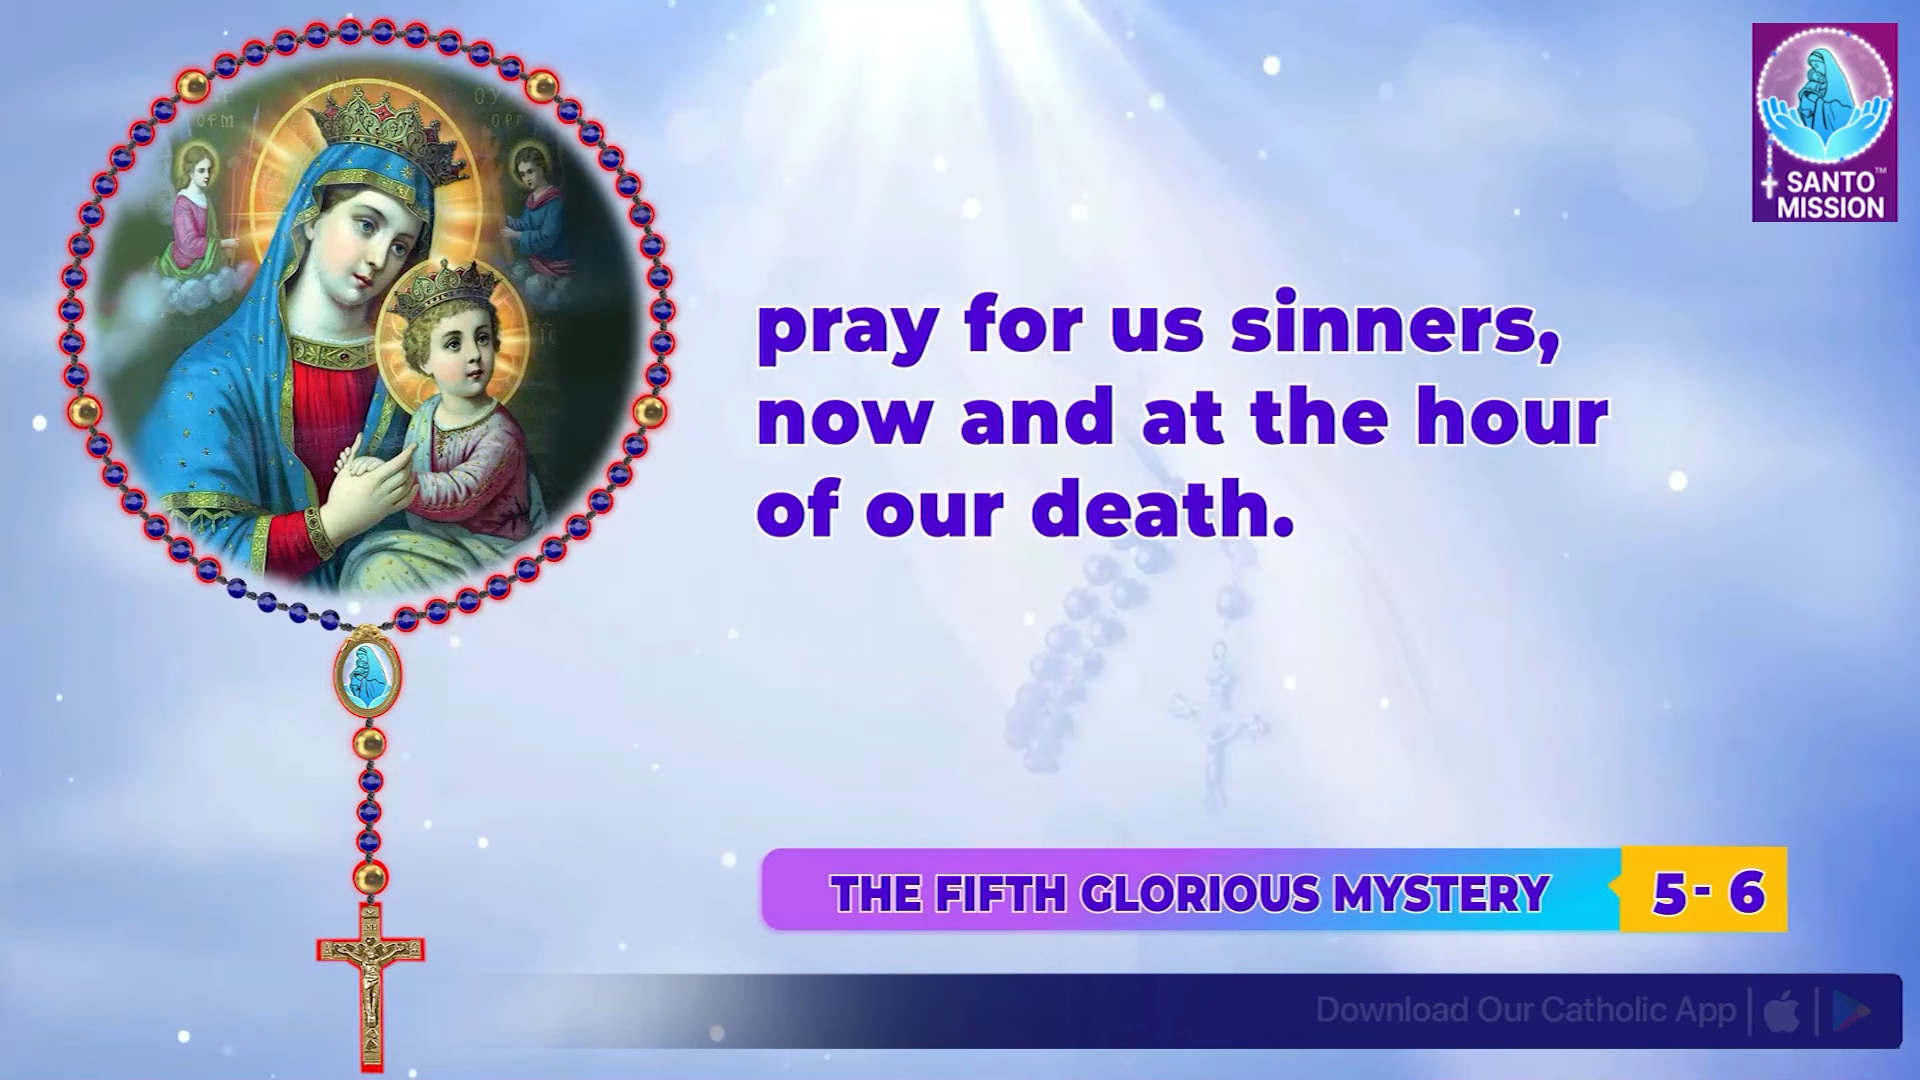 SANTO™
MISSION
pray for us sinners,
now and at the hour
of our death.
THE FIFTH GLORIOUS MYSTERY 5- 6
Download Our Catholic App